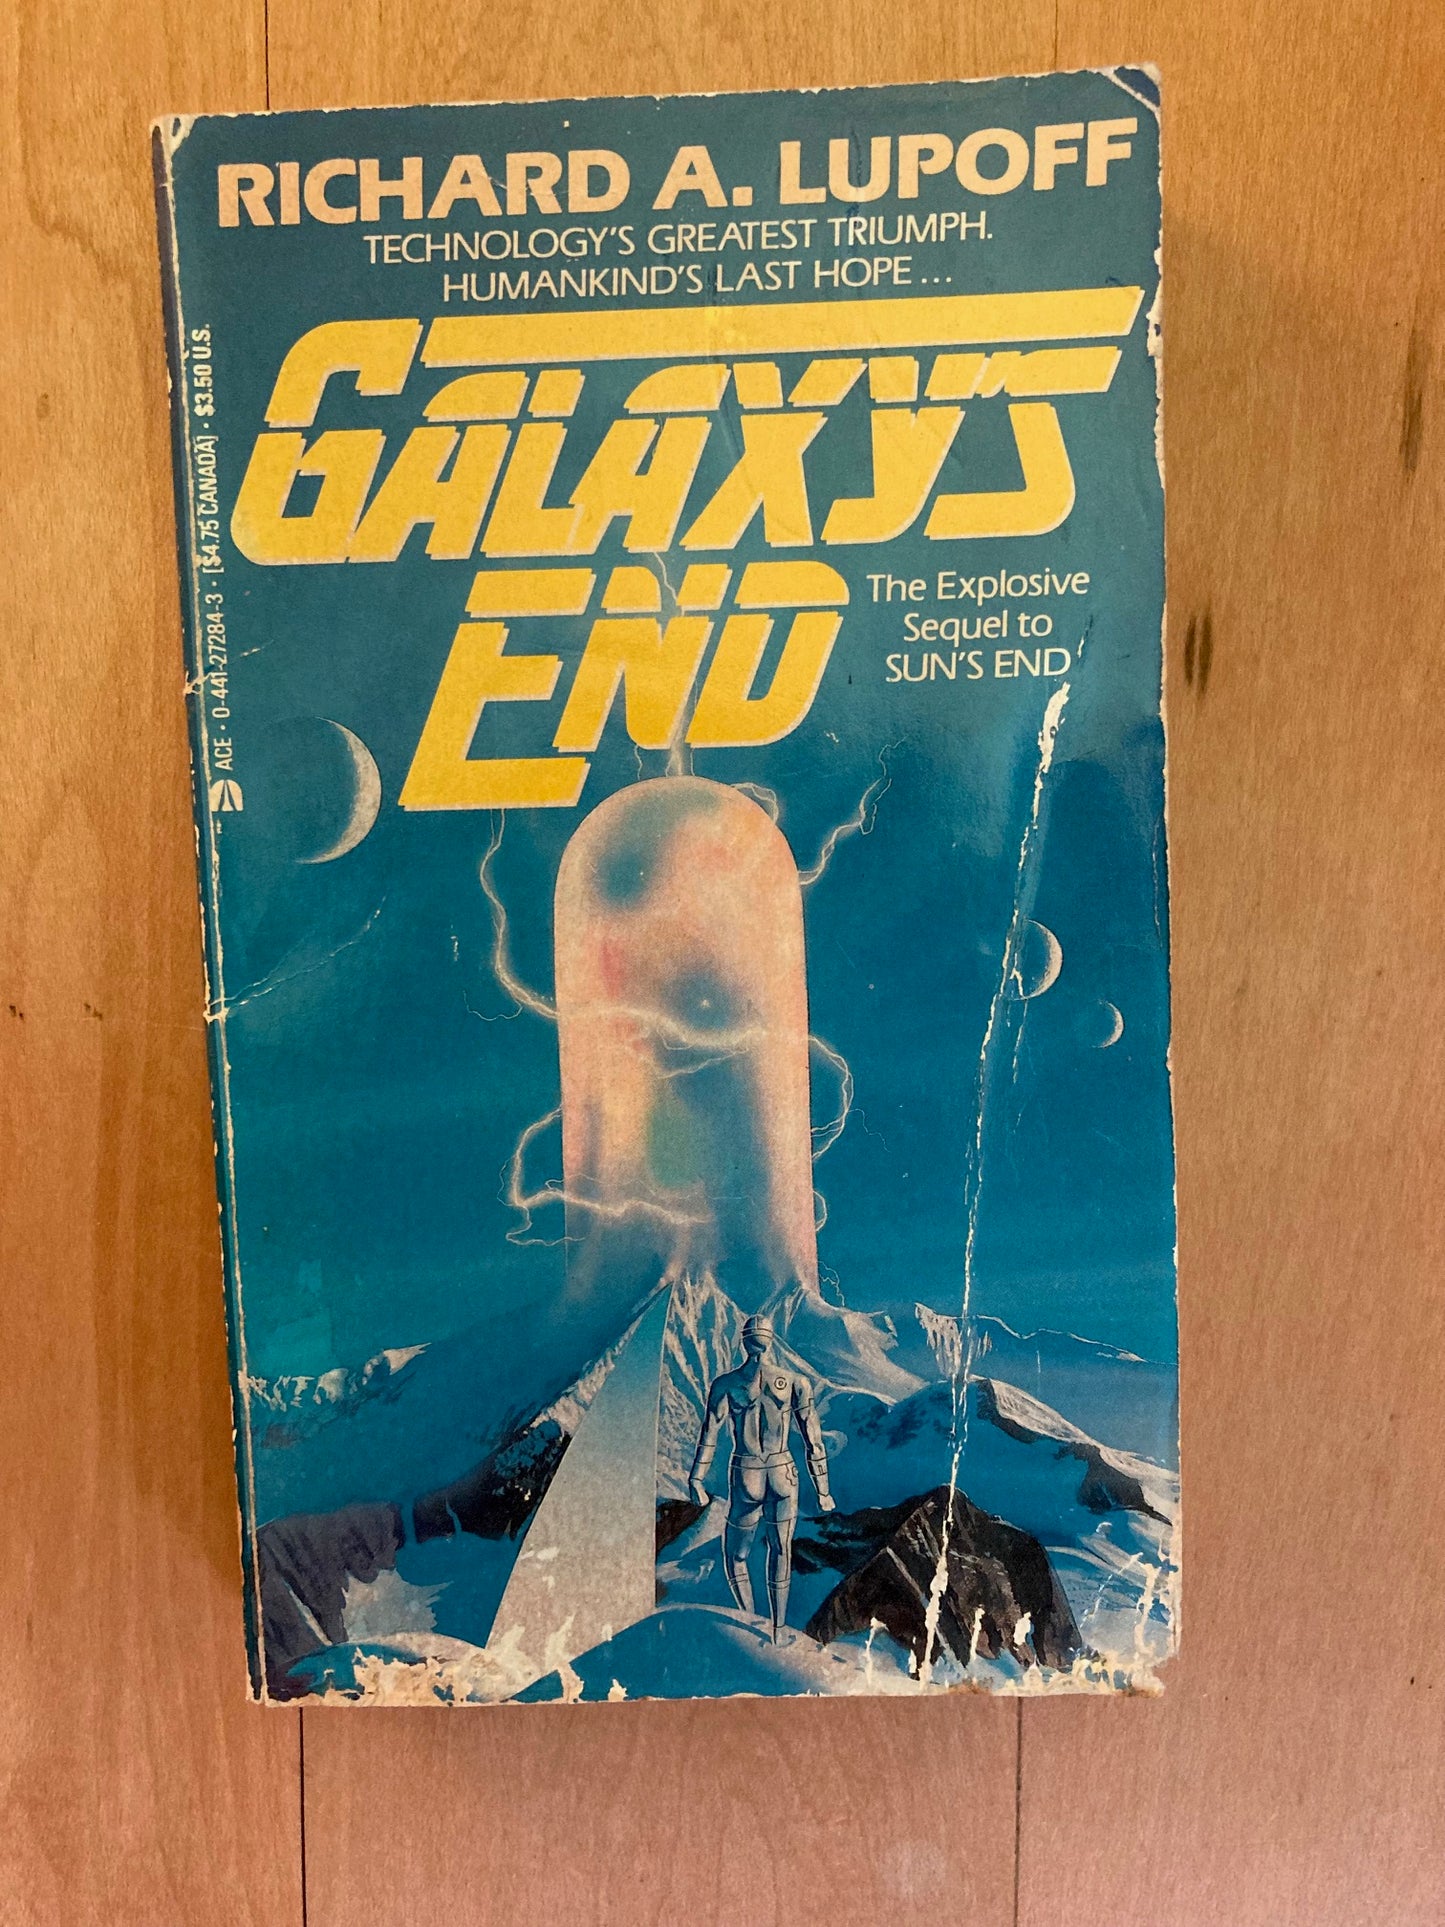 RICHARD A. LUPOFF
TECHNOLOGY'S GREATEST TRIUMPH.
HUMANKIND'S LAST HOPE...
GALAXY'S
END
The Explosive
Sequel to
SUN'S END
ACE • 0-441-27284-3 • [$4.75 CANADA] • $3.50 U.S.